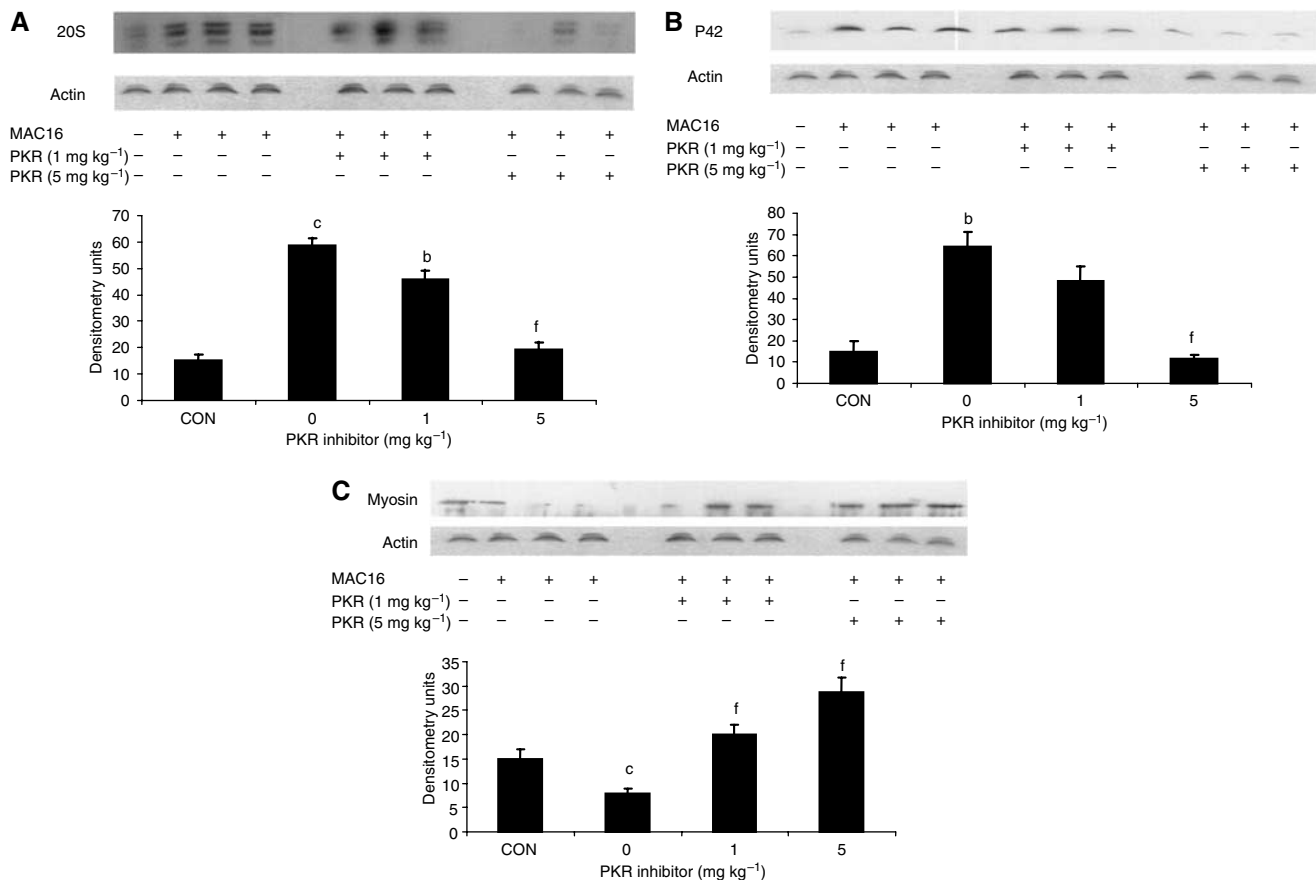 A
20S
Actin
MAC16 – + + + + + + + + +
PKR (1 mg kg⁻¹) – – – – + + + – – –
PKR (5 mg kg⁻¹) – – – – – – – + + +
Densitometry units
70
60
50
40
30
20
10
0
c
b
f
CON 0 1 5
PKR inhibitor (mg kg⁻¹)
B
P42
Actin
MAC16 – + + + + + + + + +
PKR (1 mg kg⁻¹) – – – – + + + – – –
PKR (5 mg kg⁻¹) – – – – – – – + + +
Densitometry units
80
70
60
50
40
30
20
10
0
b
f
CON 0 1 5
PKR inhibitor (mg kg⁻¹)
C
Myosin
Actin
MAC16 – + + + + + + + + +
PKR (1 mg kg⁻¹) – – – – + + + – – –
PKR (5 mg kg⁻¹) – – – – – – – + + +
Densitometry units
35
30
25
20
15
10
5
0
c
f
f
CON 0 1 5
PKR inhibitor (mg kg⁻¹)